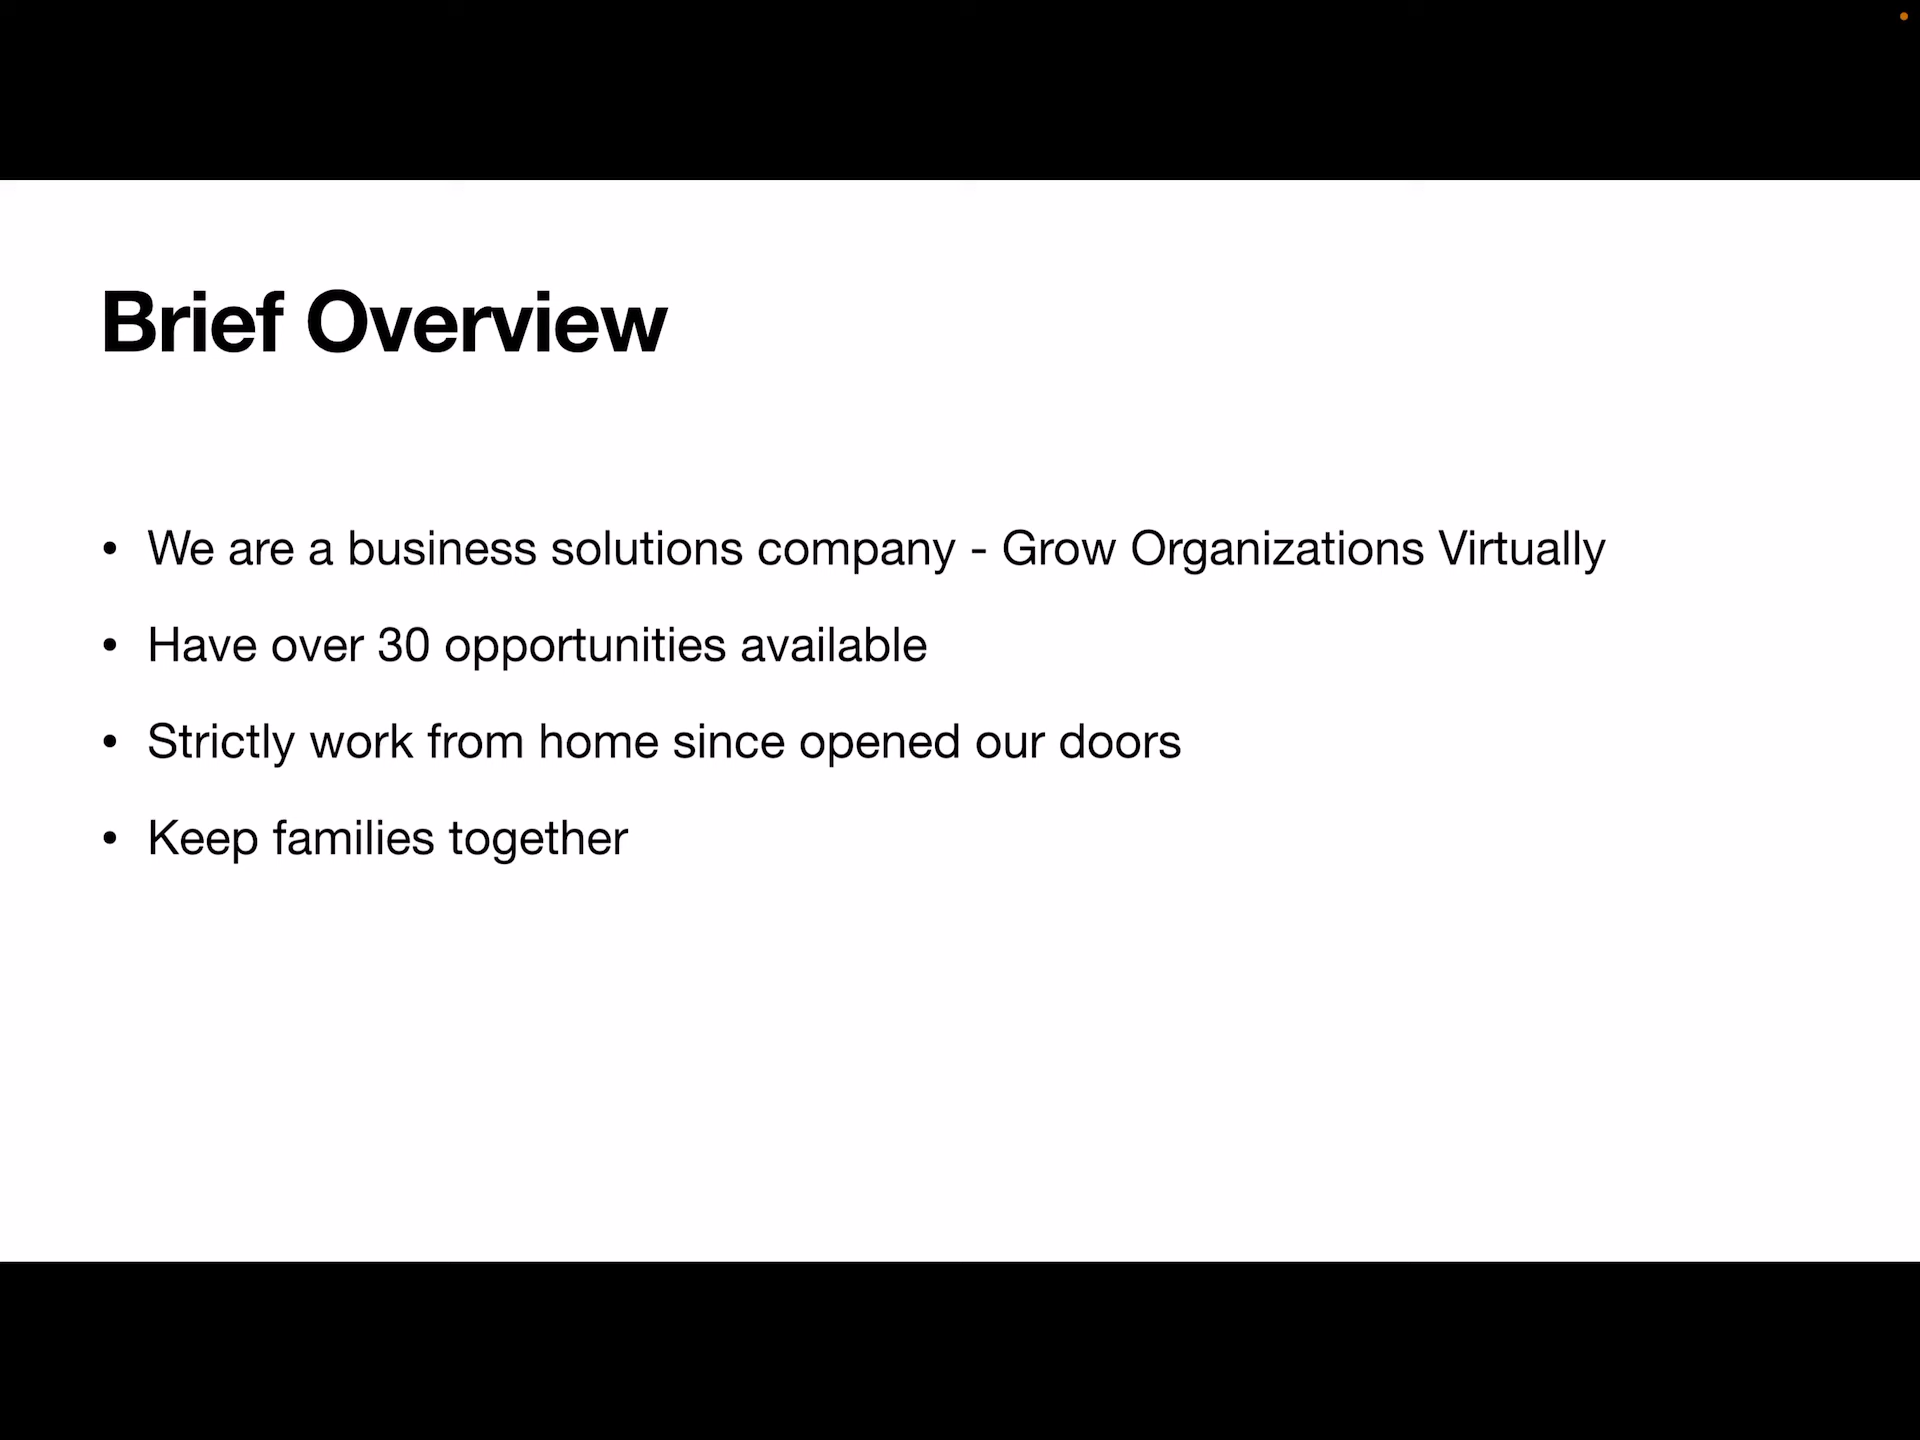 Brief Overview
• We are a business solutions company - Grow Organizations Virtually
• Have over 30 opportunities available
• Strictly work from home since opened our doors
• Keep families together